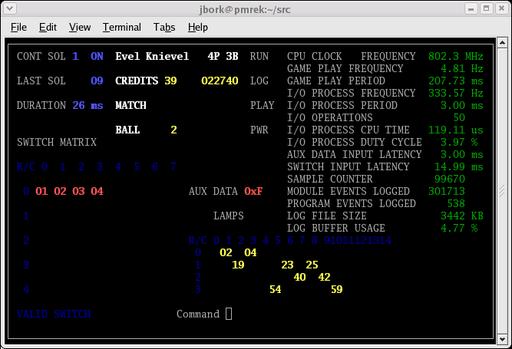 jbork@pmrek:~/src
File Edit View Terminal Tabs Help
CONT SOL 1 ON Evel Knievel 4P 3B RUN CPU CLOCK FREQUENCY 802.3 MHz
GAME PLAY FREQUENCY 4.81 Hz
LAST SOL 09 CREDITS 39 022740 LOG GAME PLAY PERIOD 207.73 ms
I/O PROCESS FREQUENCY 333.57 Hz
DURATION 26 ms MATCH PLAY I/O PROCESS PERIOD 3.00 ms
I/O OPERATIONS 50
BALL 2 PWR I/O PROCESS CPU TIME 119.11 us
SWITCH MATRIX I/O PROCESS DUTY CYCLE 3.97 %
AUX DATA INPUT LATENCY 3.00 ms
R/C 0 1 2 3 4 5 6 7 SWITCH INPUT LATENCY 14.99 ms
SAMPLE COUNTER 99670
0 01 02 03 04 AUX DATA 0xF MODULE EVENTS LOGGED 301713
PROGRAM EVENTS LOGGED 538
1 LAMPS LOG FILE SIZE 3442 KB
LOG BUFFER USAGE 4.77 %
2 R/C 0 1 2 3 4 5 6 7 8 91011121314
0 02 04
3 1 19 23 25
2 40 42
4 3 54 59
VALID SWITCH Command